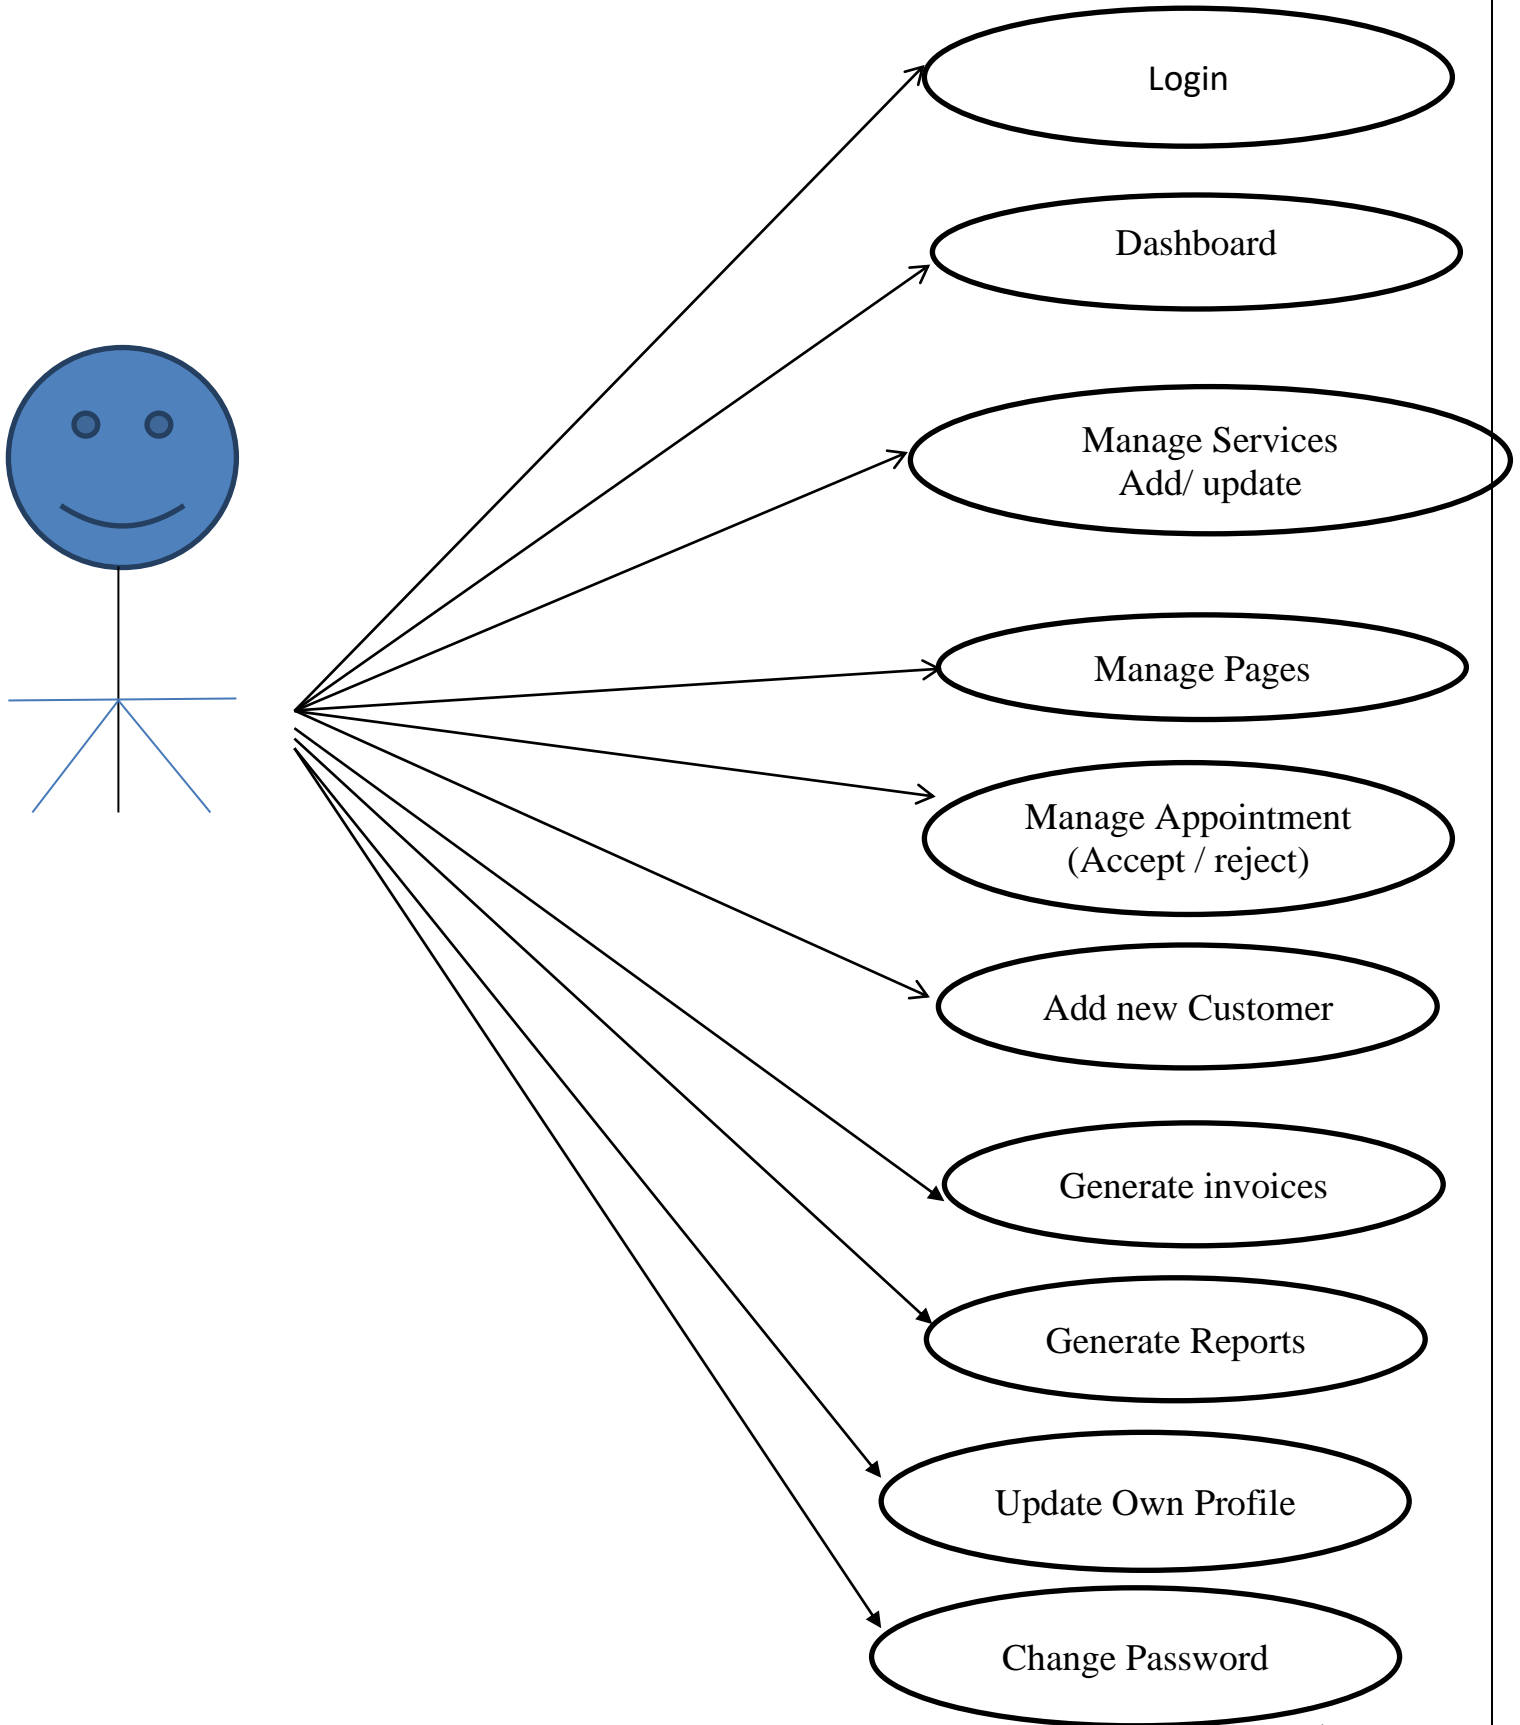 Login
Dashboard
Manage Services
Add/ update
Manage Pages
Manage Appointment
(Accept / reject)
Add new Customer
Generate invoices
Generate Reports
Update Own Profile
Change Password